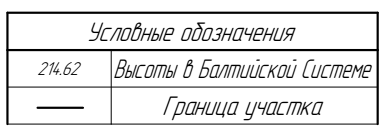 Условные обозначения
214.62 Высоты в Балтийской Системе
Граница участка